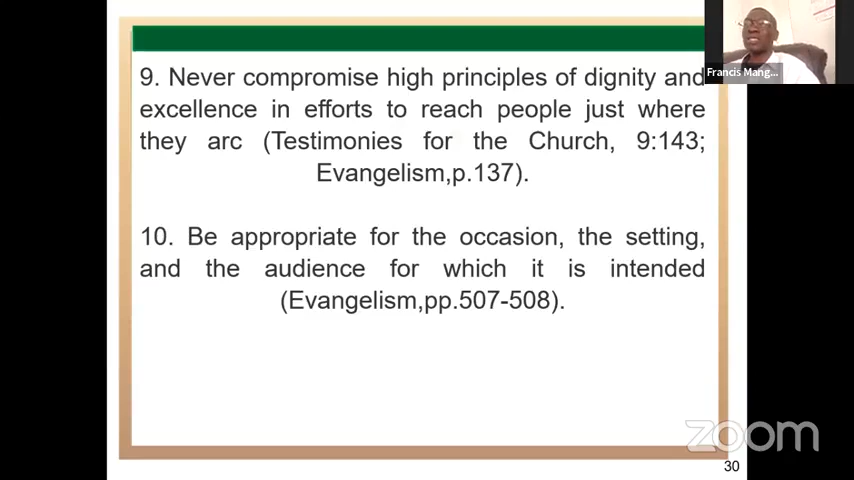 Francis Mang...
9. Never compromise high principles of dignity and
excellence in efforts to reach people just where
they arc (Testimonies for the Church, 9:143;
Evangelism,p.137).
10. Be appropriate for the occasion, the setting,
and the audience for which it is intended
(Evangelism,pp.507-508).
zoom
30